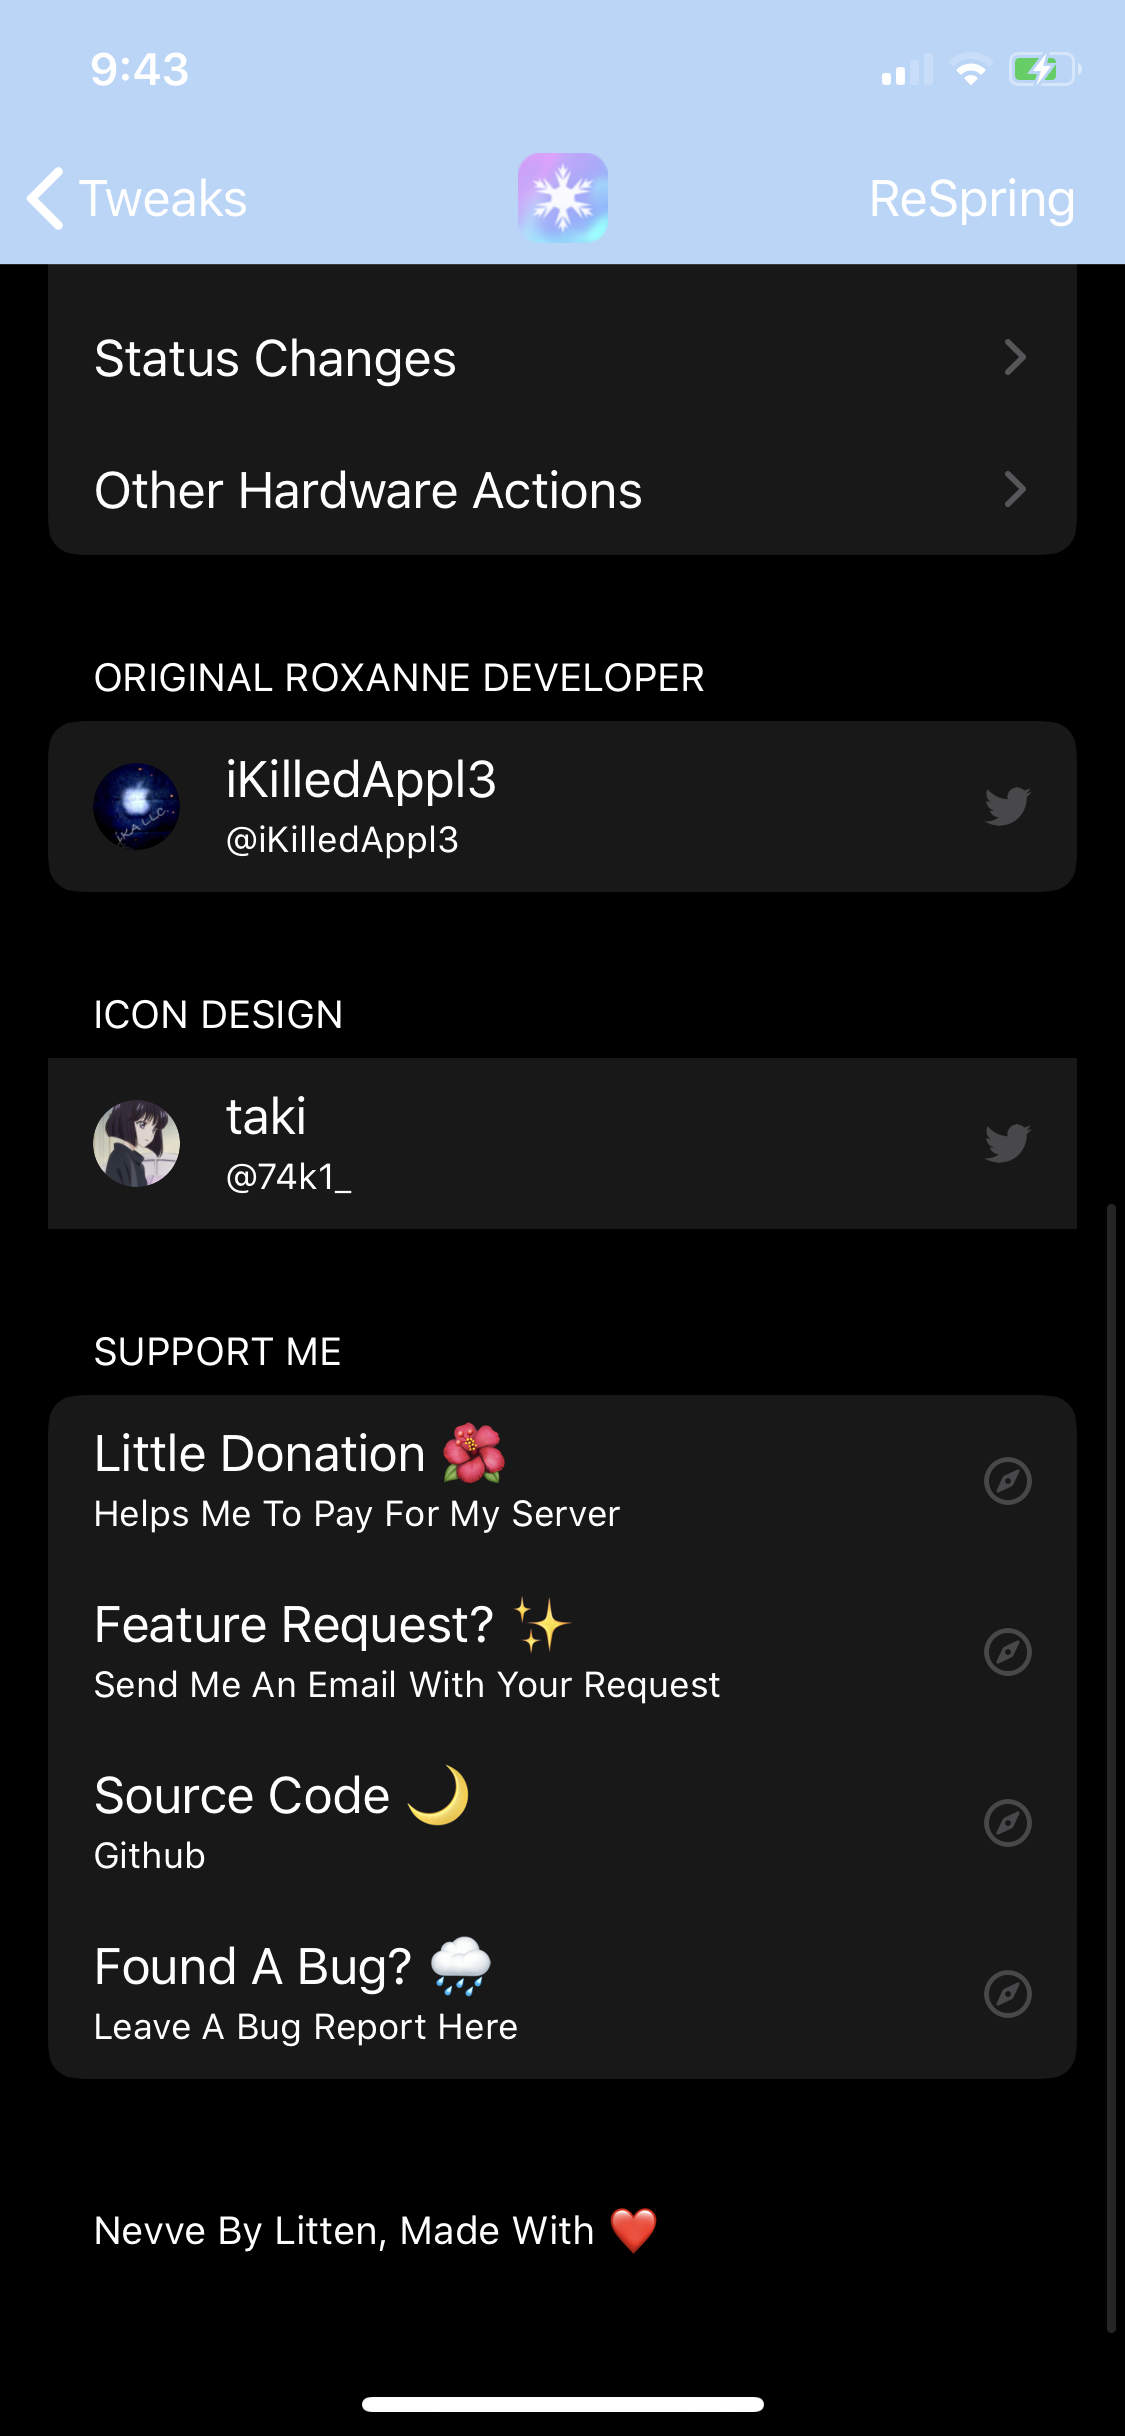 9:43
Tweaks
ReSpring
Status Changes
Other Hardware Actions
ORIGINAL ROXANNE DEVELOPER
iKilledAppl3
@iKilledAppl3
ICON DESIGN
taki
@74k1_
SUPPORT ME
Little Donation 🌺
Helps Me To Pay For My Server
Feature Request? ✨
Send Me An Email With Your Request
Source Code 🌙
Github
Found A Bug? 🌧️
Leave A Bug Report Here
Nevve By Litten, Made With ❤️